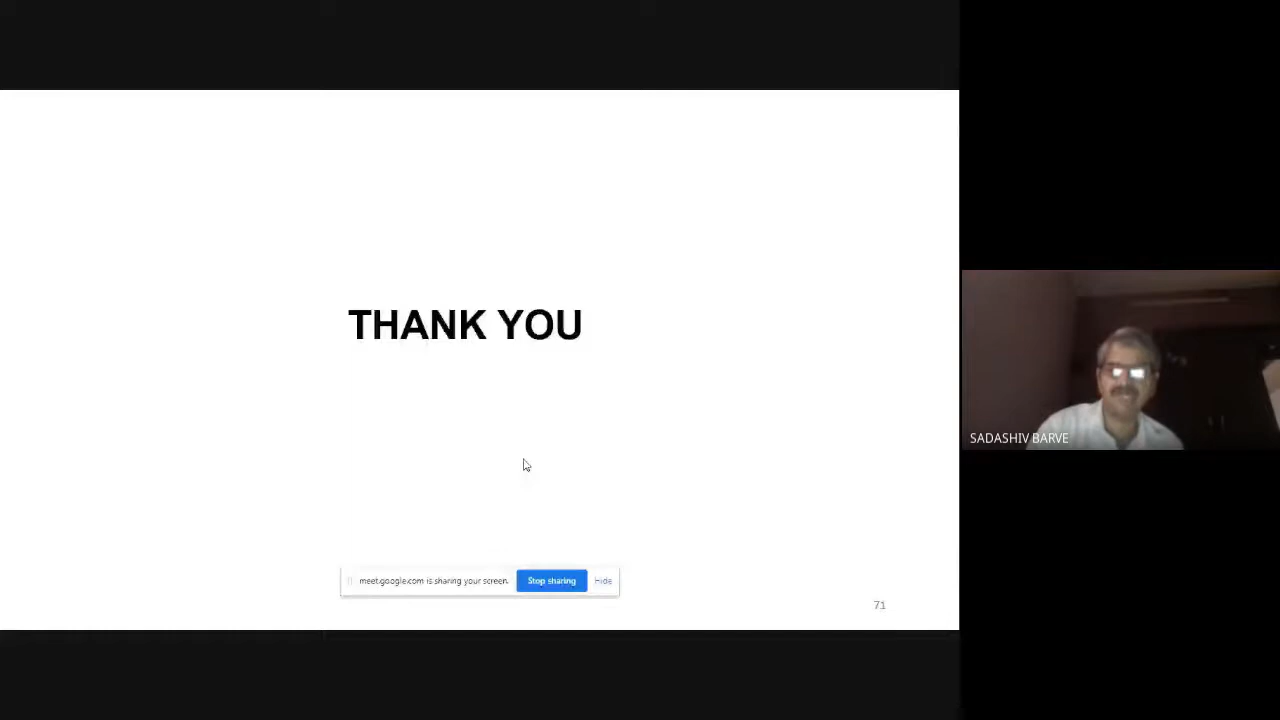 THANK YOU
SADASHIV BARVE
meet.google.com is sharing your screen.
Stop sharing
Hide
71